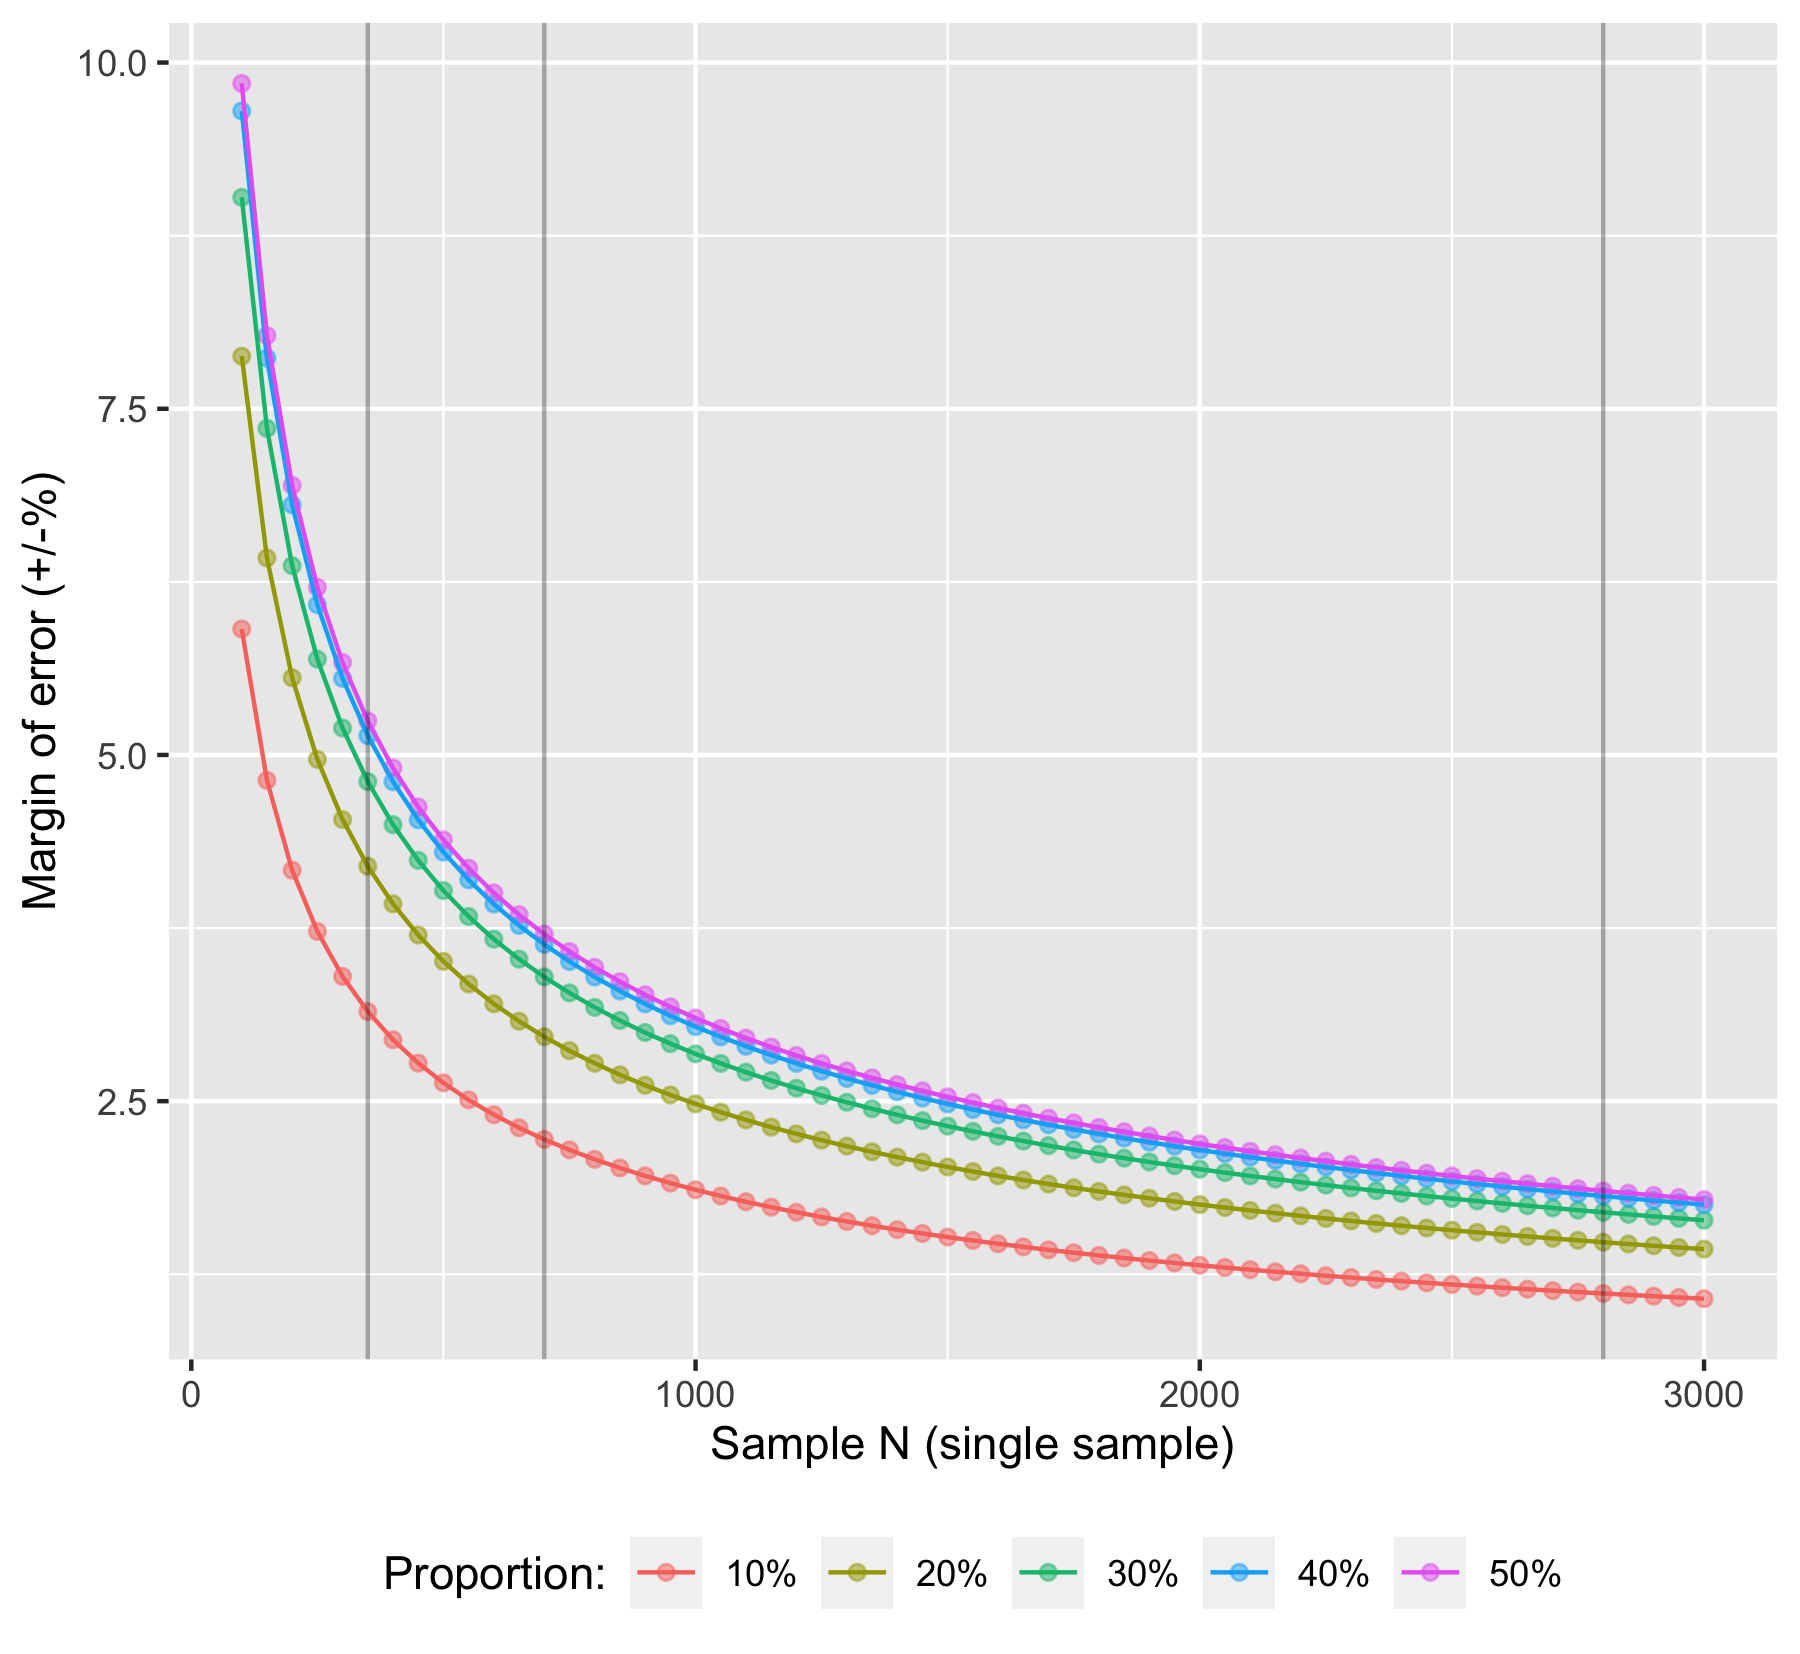 10.0
7.5
5.0
2.5
Margin of error (+/-%)
0 1000 2000 3000
Sample N (single sample)
Proportion: 10% 20% 30% 40% 50%